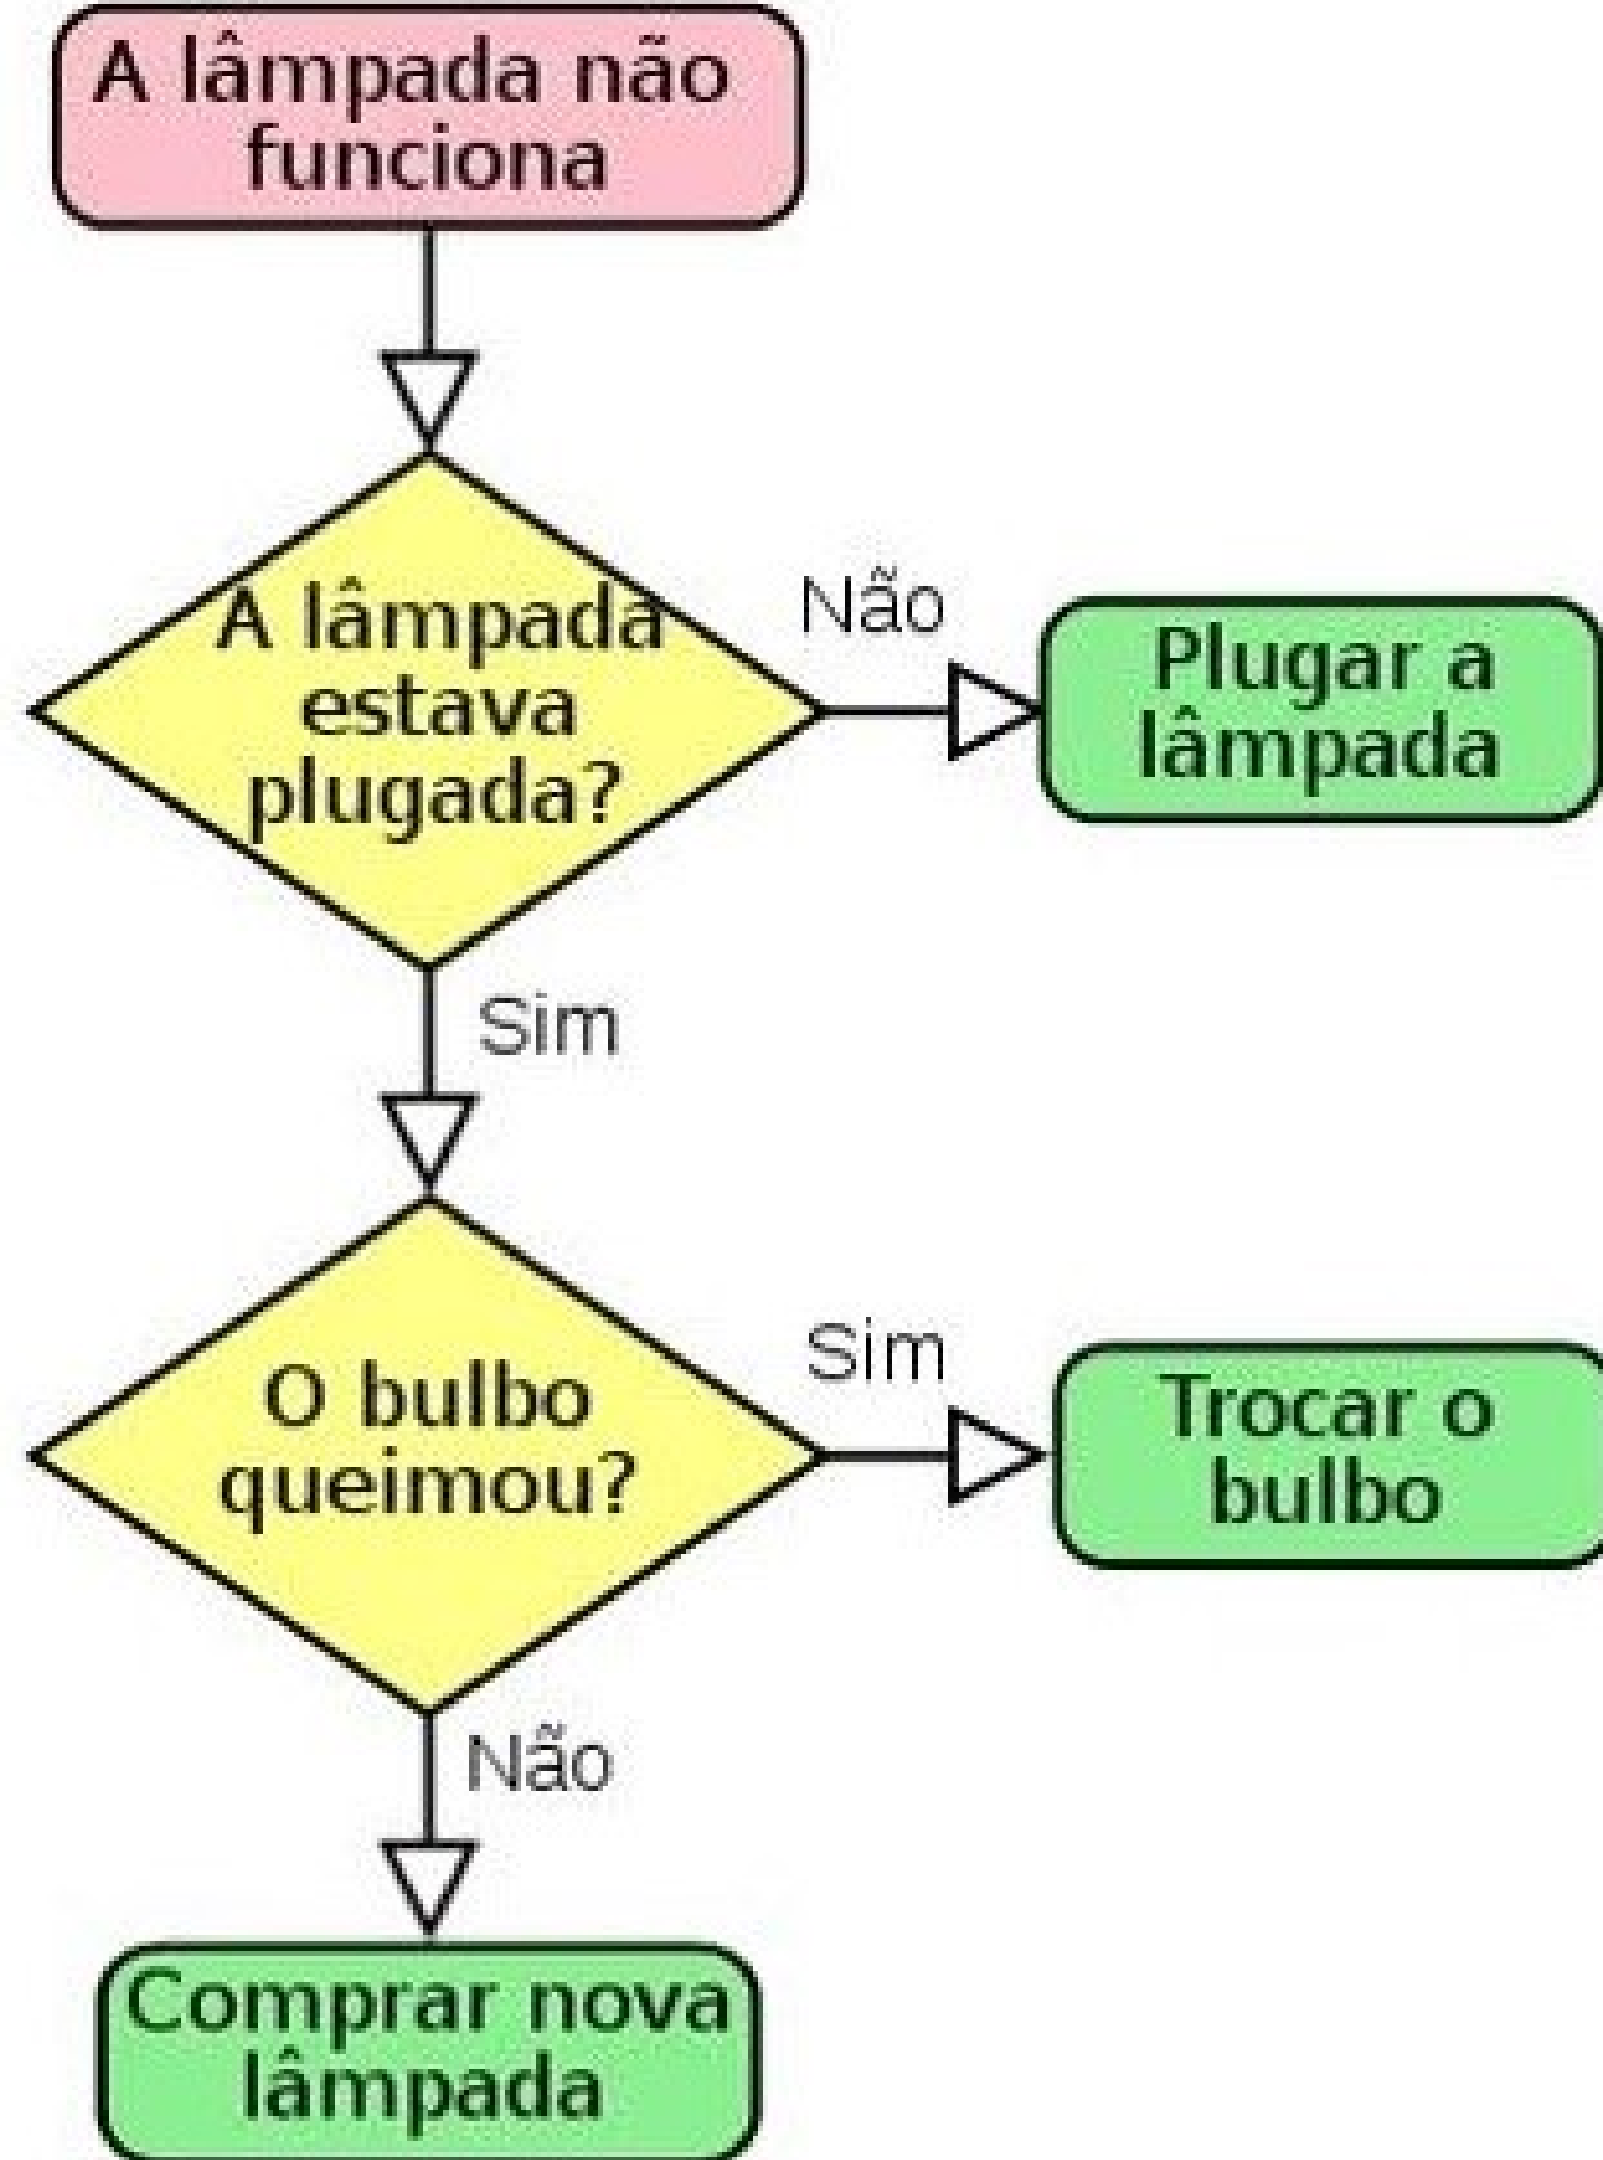 A lâmpada não
funciona
A lâmpada
estava
plugada?
Não
Plugar a
lâmpada
Sim
O bulbo
queimou?
Sim
Trocar o
bulbo
Não
Comprar nova
lâmpada